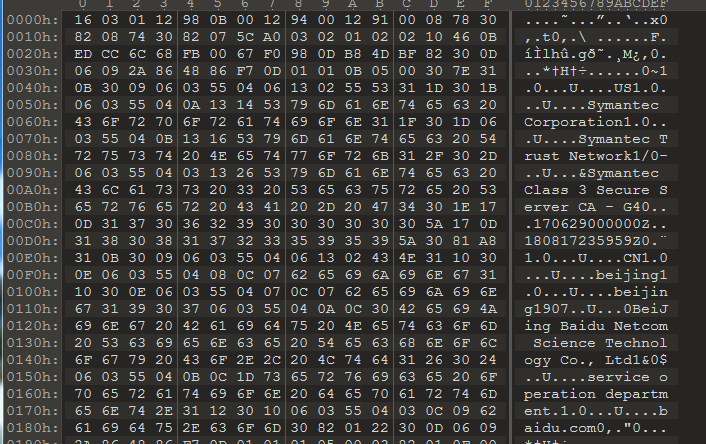 0 1 2 3 4 5 6 7 8 9 A B C D E F 0123456789ABCDEF
0000h: 16 03 01 12 98 0B 00 12 94 00 12 91 00 08 78 30 ....˜...”..‘..x0
0010h: 82 08 74 30 82 07 5C A0 03 02 01 02 02 10 46 0B ‚.t0‚.\ ......F.
0020h: ED CC 6C 68 FB 00 67 F0 98 0D B8 4D BF 82 30 0D íÌlhû.gð˜.¸M¿‚0.
0030h: 06 09 2A 86 48 86 F7 0D 01 01 0B 05 00 30 7E 31 ..*†H†÷......0~1
0040h: 0B 30 09 06 03 55 04 06 13 02 55 53 31 1D 30 1B .0...U....US1.0.
0050h: 06 03 55 04 0A 13 14 53 79 6D 61 6E 74 65 63 20 ..U....Symantec
0060h: 43 6F 72 70 6F 72 61 74 69 6F 6E 31 1F 30 1D 06 Corporation1.0..
0070h: 03 55 04 0B 13 16 53 79 6D 61 6E 74 65 63 20 54 .U....Symantec T
0080h: 72 75 73 74 20 4E 65 74 77 6F 72 6B 31 2F 30 2D rust Network1/0-
0090h: 06 03 55 04 03 13 26 53 79 6D 61 6E 74 65 63 20 ..U...&Symantec
00A0h: 43 6C 61 73 73 20 33 20 53 65 63 75 72 65 20 53 Class 3 Secure S
00B0h: 65 72 76 65 72 20 43 41 20 2D 20 47 34 30 1E 17 erver CA - G40..
00C0h: 0D 31 37 30 36 32 39 30 30 30 30 30 30 5A 17 0D .170629000000Z..
00D0h: 31 38 30 38 31 37 32 33 35 39 35 39 5A 30 81 A8 180817235959Z0.¨
00E0h: 31 0B 30 09 06 03 55 04 06 13 02 43 4E 31 10 30 1.0...U....CN1.0
00F0h: 0E 06 03 55 04 08 0C 07 62 65 69 6A 69 6E 67 31 ...U....beijing1
0100h: 10 30 0E 06 03 55 04 07 0C 07 62 65 69 6A 69 6E .0...U....beijin
0110h: 67 31 39 30 37 06 03 55 04 0A 0C 30 42 65 69 4A g1907..U...0BeiJ
0120h: 69 6E 67 20 42 61 69 64 75 20 4E 65 74 63 6F 6D ing Baidu Netcom
0130h: 20 53 63 69 65 6E 63 65 20 54 65 63 68 6E 6F 6C Science Technol
0140h: 6F 67 79 20 43 6F 2E 2C 20 4C 74 64 31 26 30 24 ogy Co., Ltd1&0$
0150h: 06 03 55 04 0B 0C 1D 73 65 72 76 69 63 65 20 6F ..U....service o
0160h: 70 65 72 61 74 69 6F 6E 20 64 65 70 61 72 74 6D peration departm
0170h: 65 6E 74 2E 31 12 30 10 06 03 55 04 03 0C 09 62 ent.1.0...U....b
0180h: 61 69 64 75 2E 63 6F 6D 30 82 01 22 30 0D 06 09 aidu.com0‚."0...